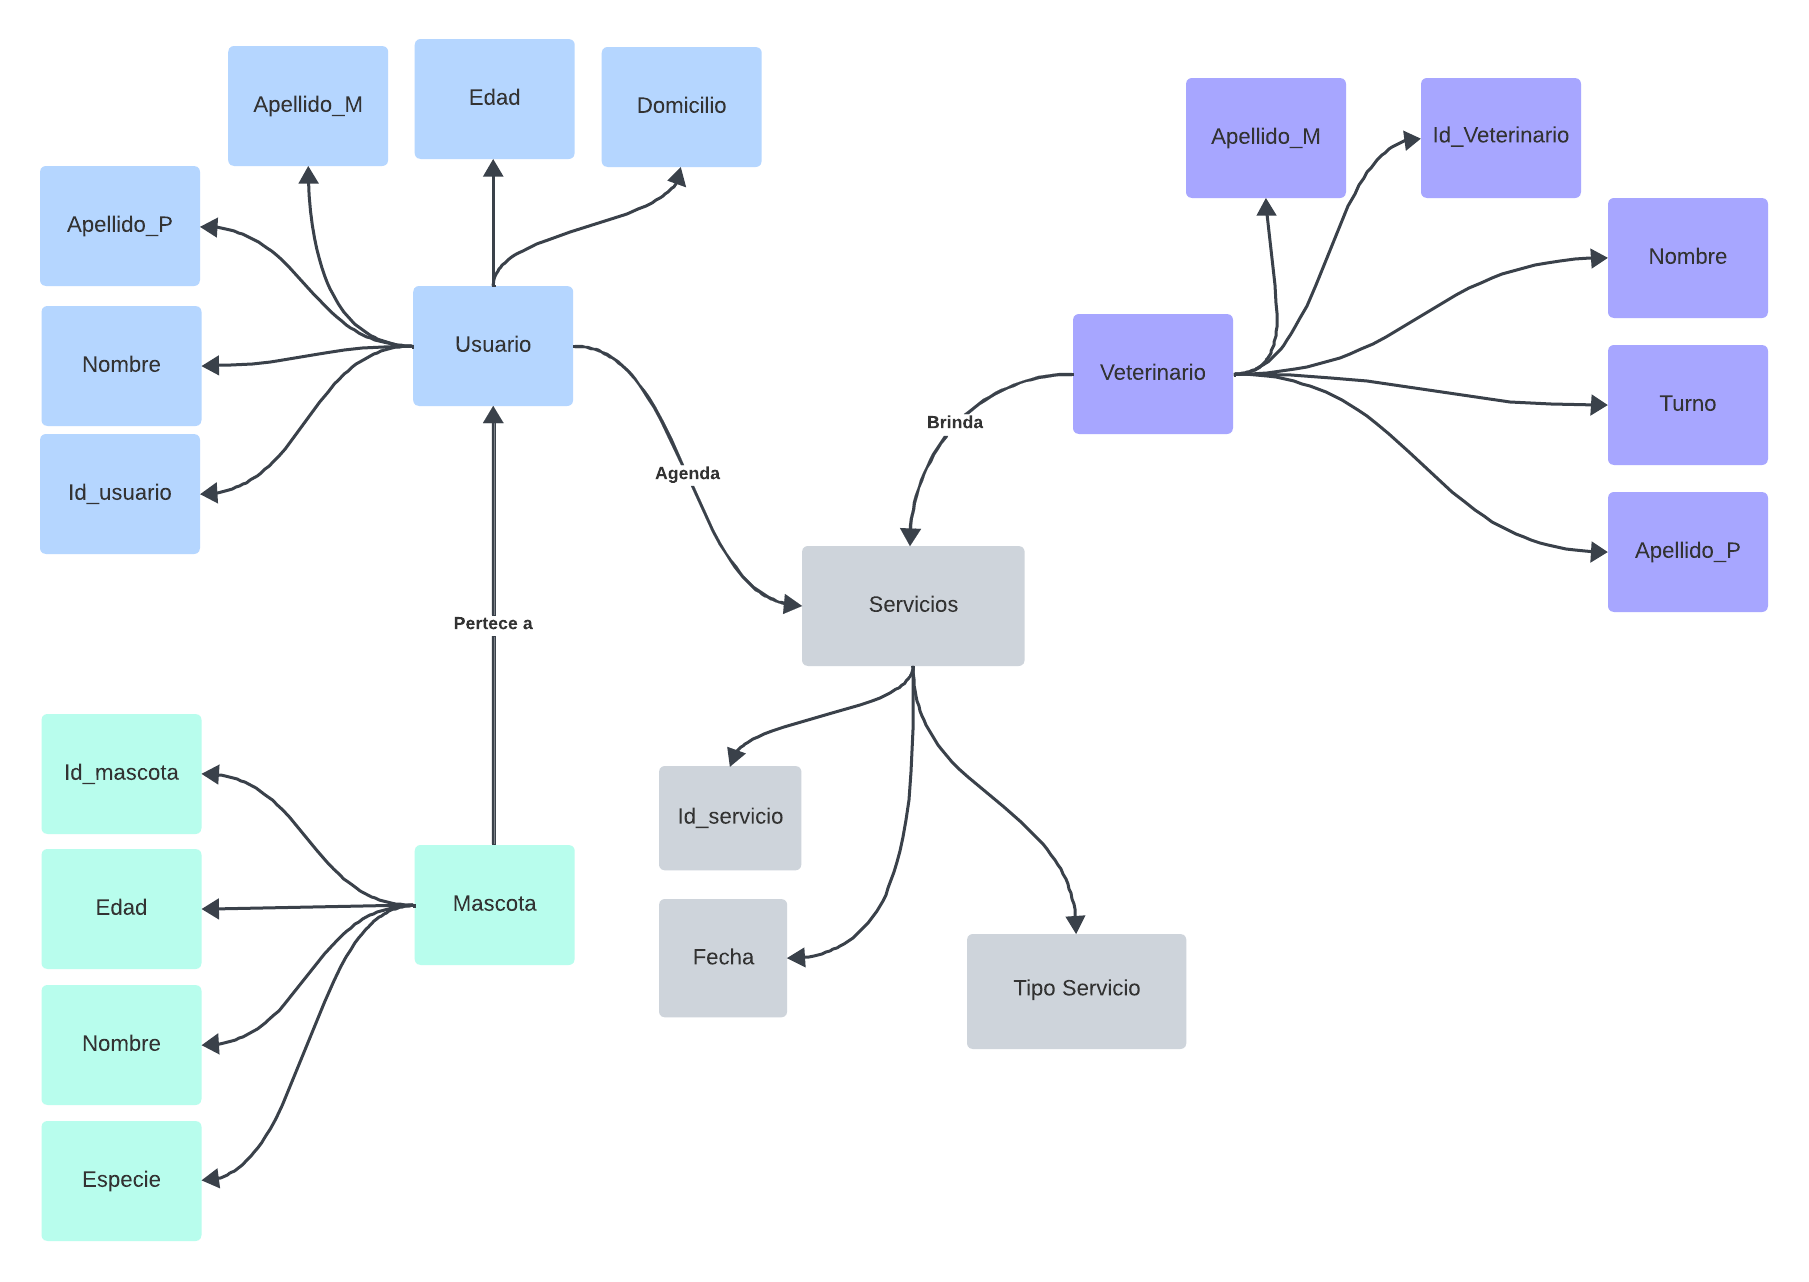 Edad
Apellido_M
Domicilio
Apellido_M
Id_Veterinario
Apellido_P
Nombre
Usuario
Nombre
Veterinario
Turno
Brinda
Agenda
Id_usuario
Apellido_P
Servicios
Pertece a
Id_mascota
Id_servicio
Edad
Mascota
Fecha
Tipo Servicio
Nombre
Especie